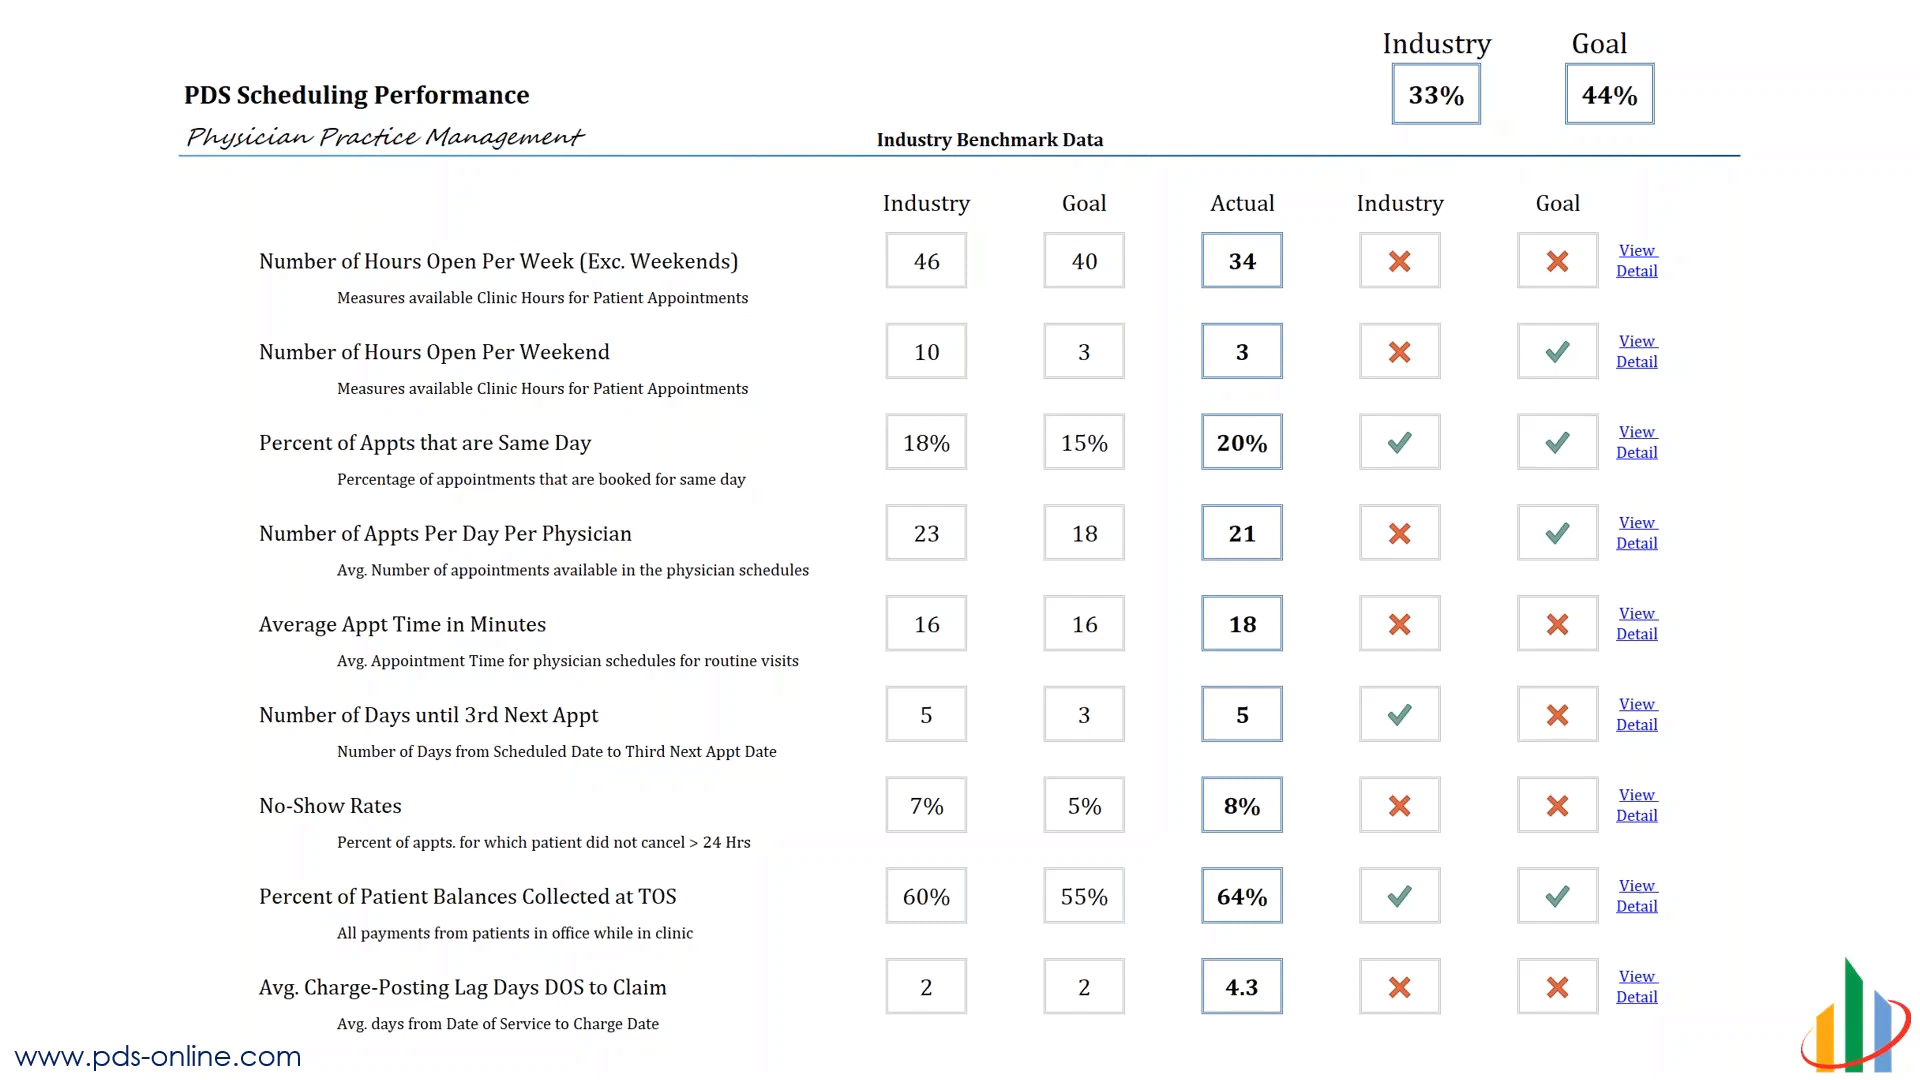 Industry Goal
33% 44%
PDS Scheduling Performance
Physician Practice Management
Industry Benchmark Data
Industry Goal Actual Industry Goal
Number of Hours Open Per Week (Exc. Weekends) 46 40 34 View Detail
Measures available Clinic Hours for Patient Appointments
Number of Hours Open Per Weekend 10 3 3 View Detail
Measures available Clinic Hours for Patient Appointments
Percent of Appts that are Same Day 18% 15% 20% View Detail
Percentage of appointments that are booked for same day
Number of Appts Per Day Per Physician 23 18 21 View Detail
Avg. Number of appointments available in the physician schedules
Average Appt Time in Minutes 16 16 18 View Detail
Avg. Appointment Time for physician schedules for routine visits
Number of Days until 3rd Next Appt 5 3 5 View Detail
Number of Days from Scheduled Date to Third Next Appt Date
No-Show Rates 7% 5% 8% View Detail
Percent of appts. for which patient did not cancel > 24 Hrs
Percent of Patient Balances Collected at TOS 60% 55% 64% View Detail
All payments from patients in office while in clinic
Avg. Charge-Posting Lag Days DOS to Claim 2 2 4.3 View Detail
Avg. days from Date of Service to Charge Date
www.pds-online.com